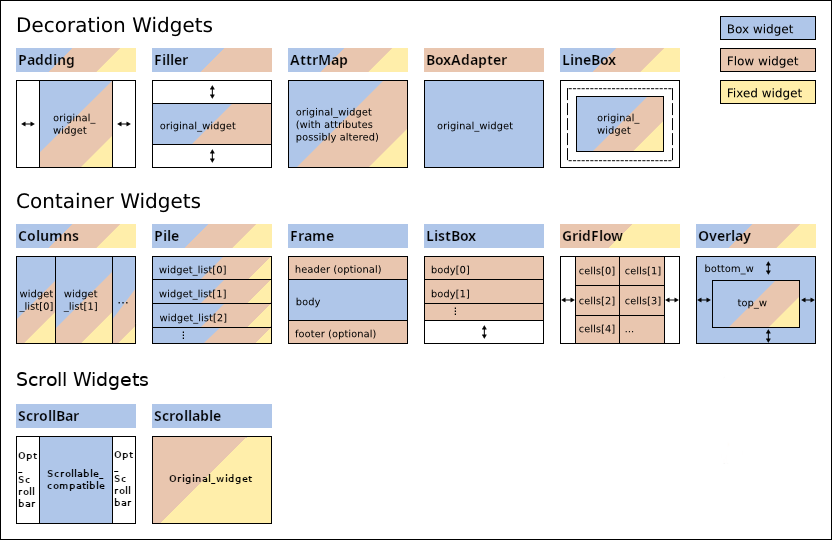 Decoration Widgets
Box widget
Flow widget
Fixed widget
Padding
Filler
AttrMap
BoxAdapter
LineBox
original_
widget
original_widget
original_widget
(with attributes
possibly altered)
original_widget
original_
widget
Container Widgets
Columns
Pile
Frame
ListBox
GridFlow
Overlay
widget
_list[0]
widget
_list[1]
...
widget_list[0]
widget_list[1]
widget_list[2]
⋮
header (optional)
body
footer (optional)
body[0]
body[1]
⋮
cells[0]
cells[1]
cells[2]
cells[3]
cells[4]
...
bottom_w
top_w
Scroll Widgets
ScrollBar
Scrollable
Opt
_
Sc
roll
bar
Scrollable_
compatible
Opt
_
Sc
roll
bar
Original_widget